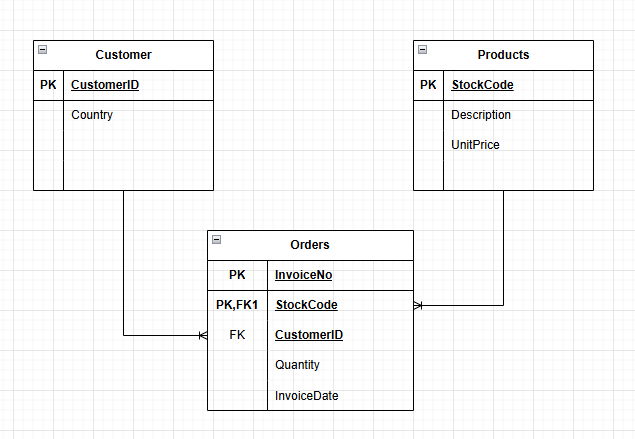 Customer
PK CustomerID
Country
Products
PK StockCode
Description
UnitPrice
Orders
PK InvoiceNo
PK,FK1 StockCode
FK CustomerID
Quantity
InvoiceDate